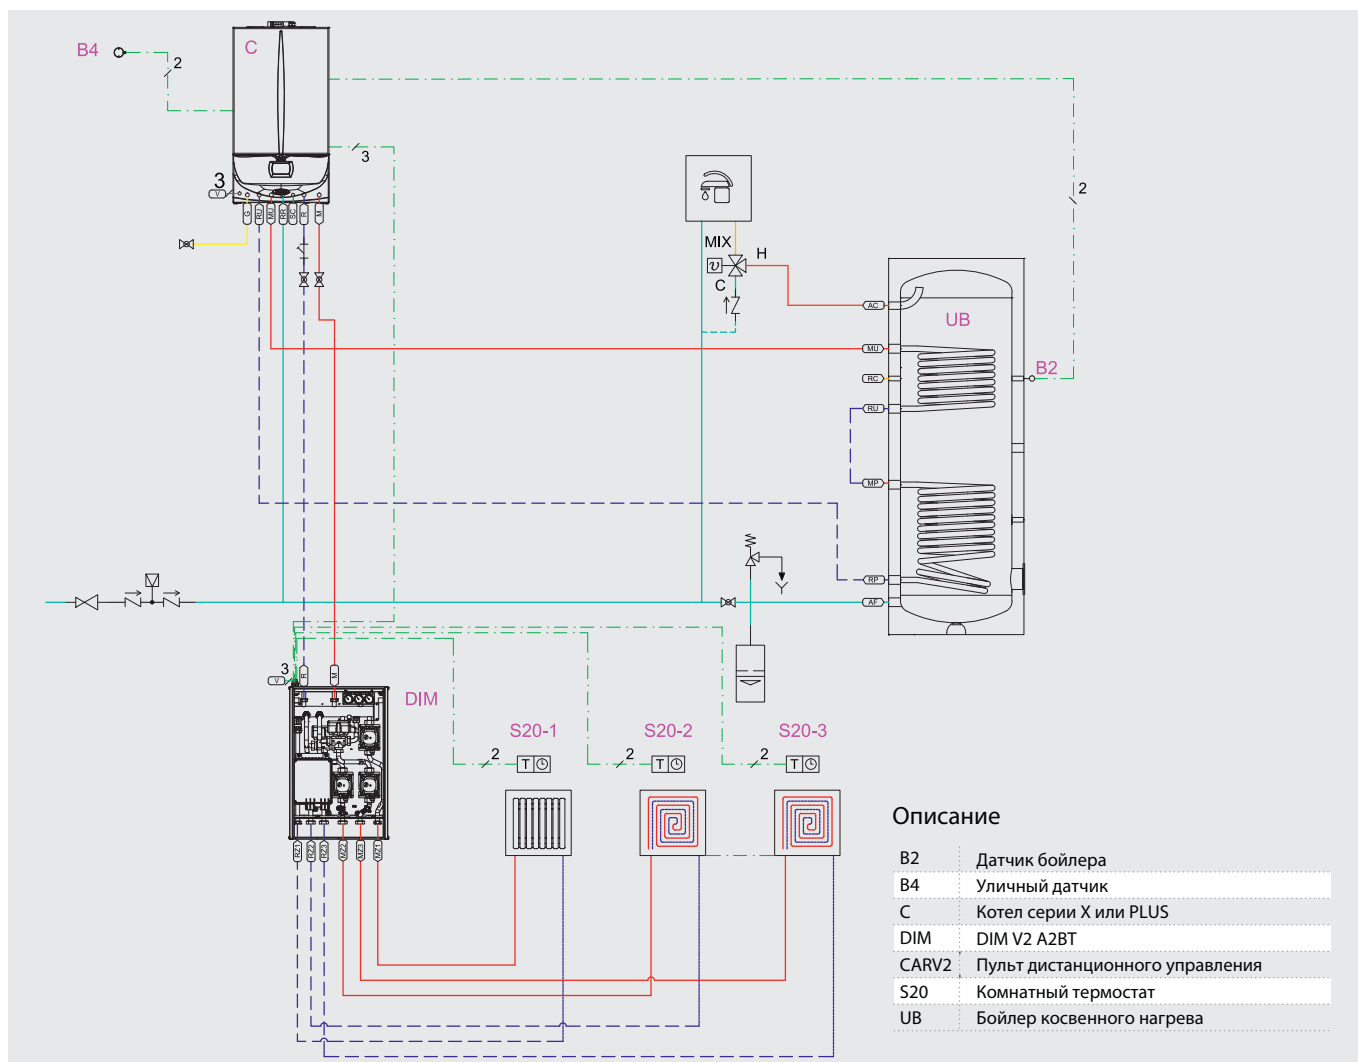 B4
C
2
3
3
V
G
RU
MU
RR
SC
R
M
2
MIX
H
υ
C
AC
UB
MU
RC
B2
RU
MP
RP
AF
3
V
R
M
DIM
S20-1
S20-2
S20-3
2
T
2
T
2
T
RZ1
RZ2
RZ3
MZ2
MZ3
MZ1
Описание
B2 Датчик бойлера
B4 Уличный датчик
C Котел серии X или PLUS
DIM DIM V2 A2BT
CARV2 Пульт дистанционного управления
S20 Комнатный термостат
UB Бойлер косвенного нагрева